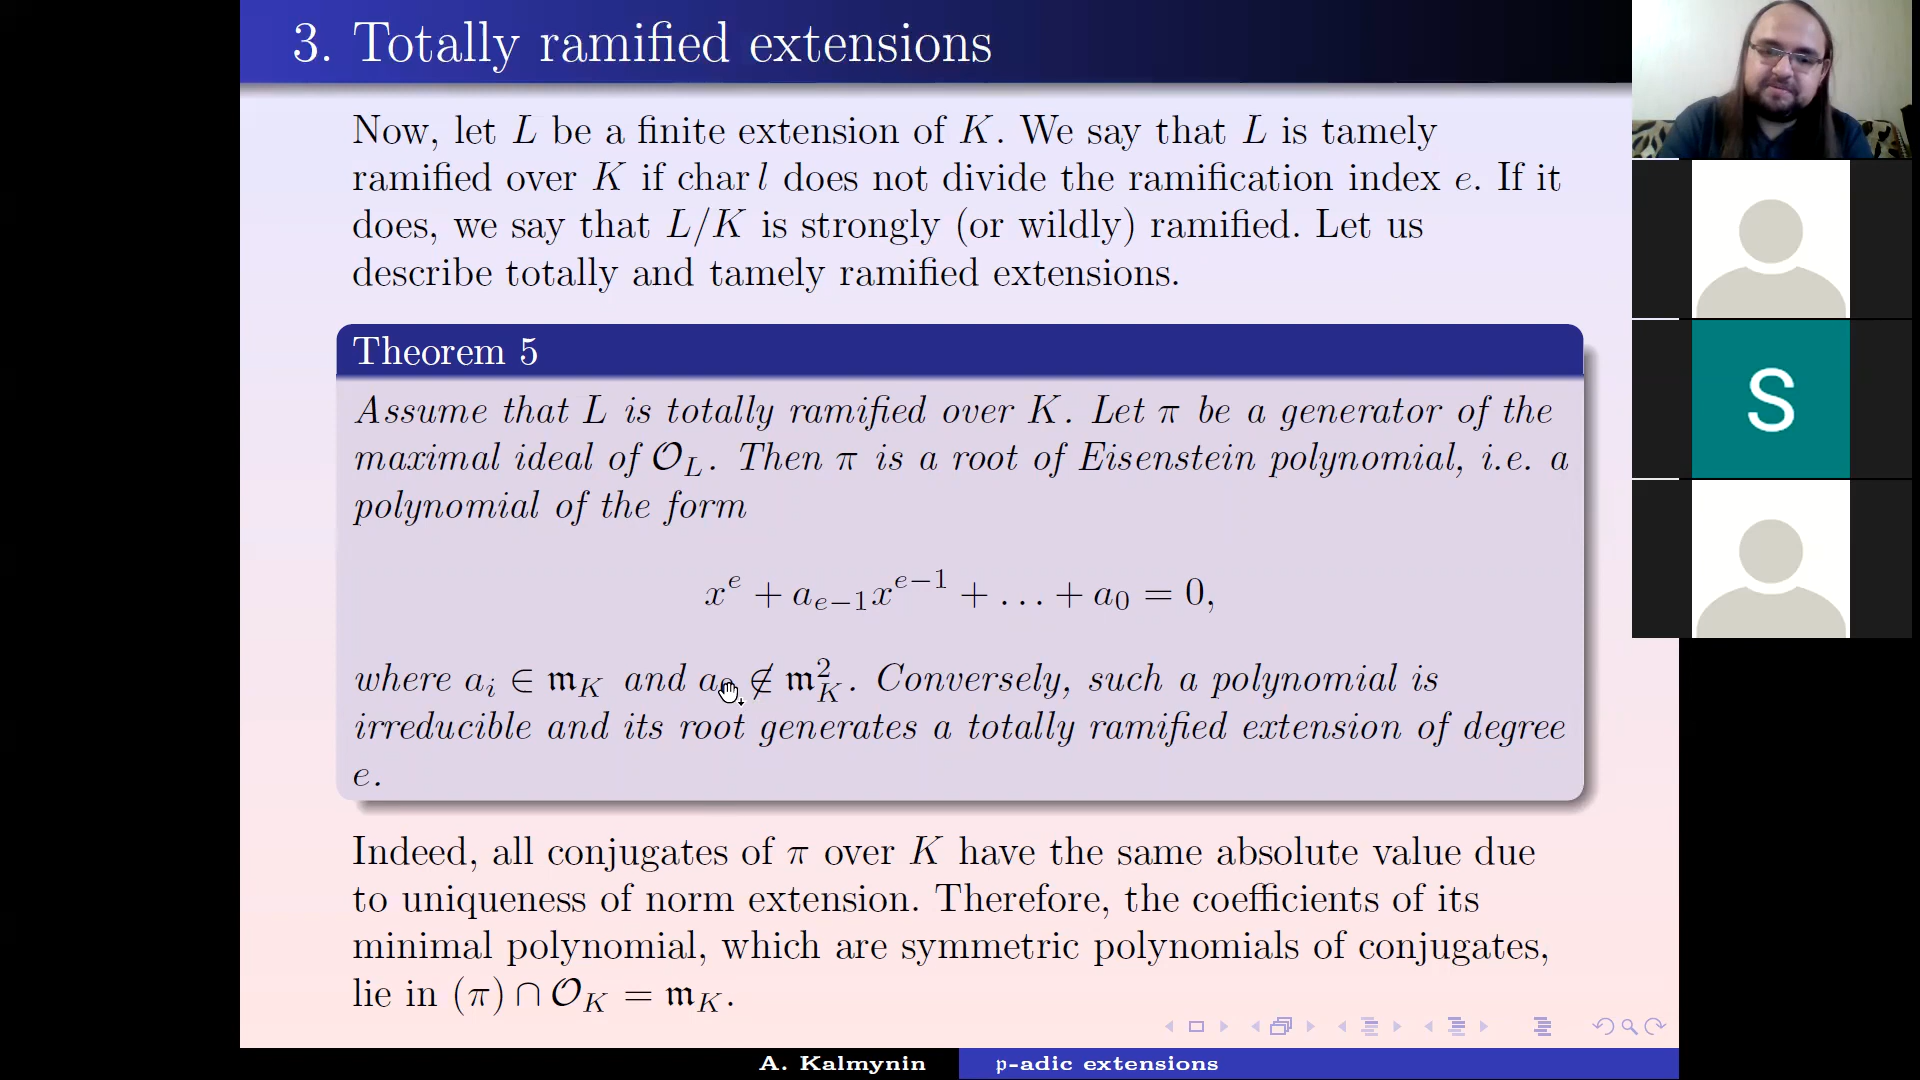 3. Totally ramified extensions
Now, let L be a finite extension of K. We say that L is tamely
ramified over K if char l does not divide the ramification index e. If it
does, we say that L/K is strongly (or wildly) ramified. Let us
describe totally and tamely ramified extensions.
Theorem 5
Assume that L is totally ramified over K. Let π be a generator of the
maximal ideal of 𝒪_L. Then π is a root of Eisenstein polynomial, i.e. a
polynomial of the form
x^e + a_{e−1}x^{e−1} + … + a_0 = 0,
where a_i ∈ 𝔪_K and a_0 ∉ 𝔪_K^2. Conversely, such a polynomial is
irreducible and its root generates a totally ramified extension of degree
e.
Indeed, all conjugates of π over K have the same absolute value due
to uniqueness of norm extension. Therefore, the coefficients of its
minimal polynomial, which are symmetric polynomials of conjugates,
lie in (π) ∩ 𝒪_K = 𝔪_K.
A. Kalmynin
p-adic extensions
S